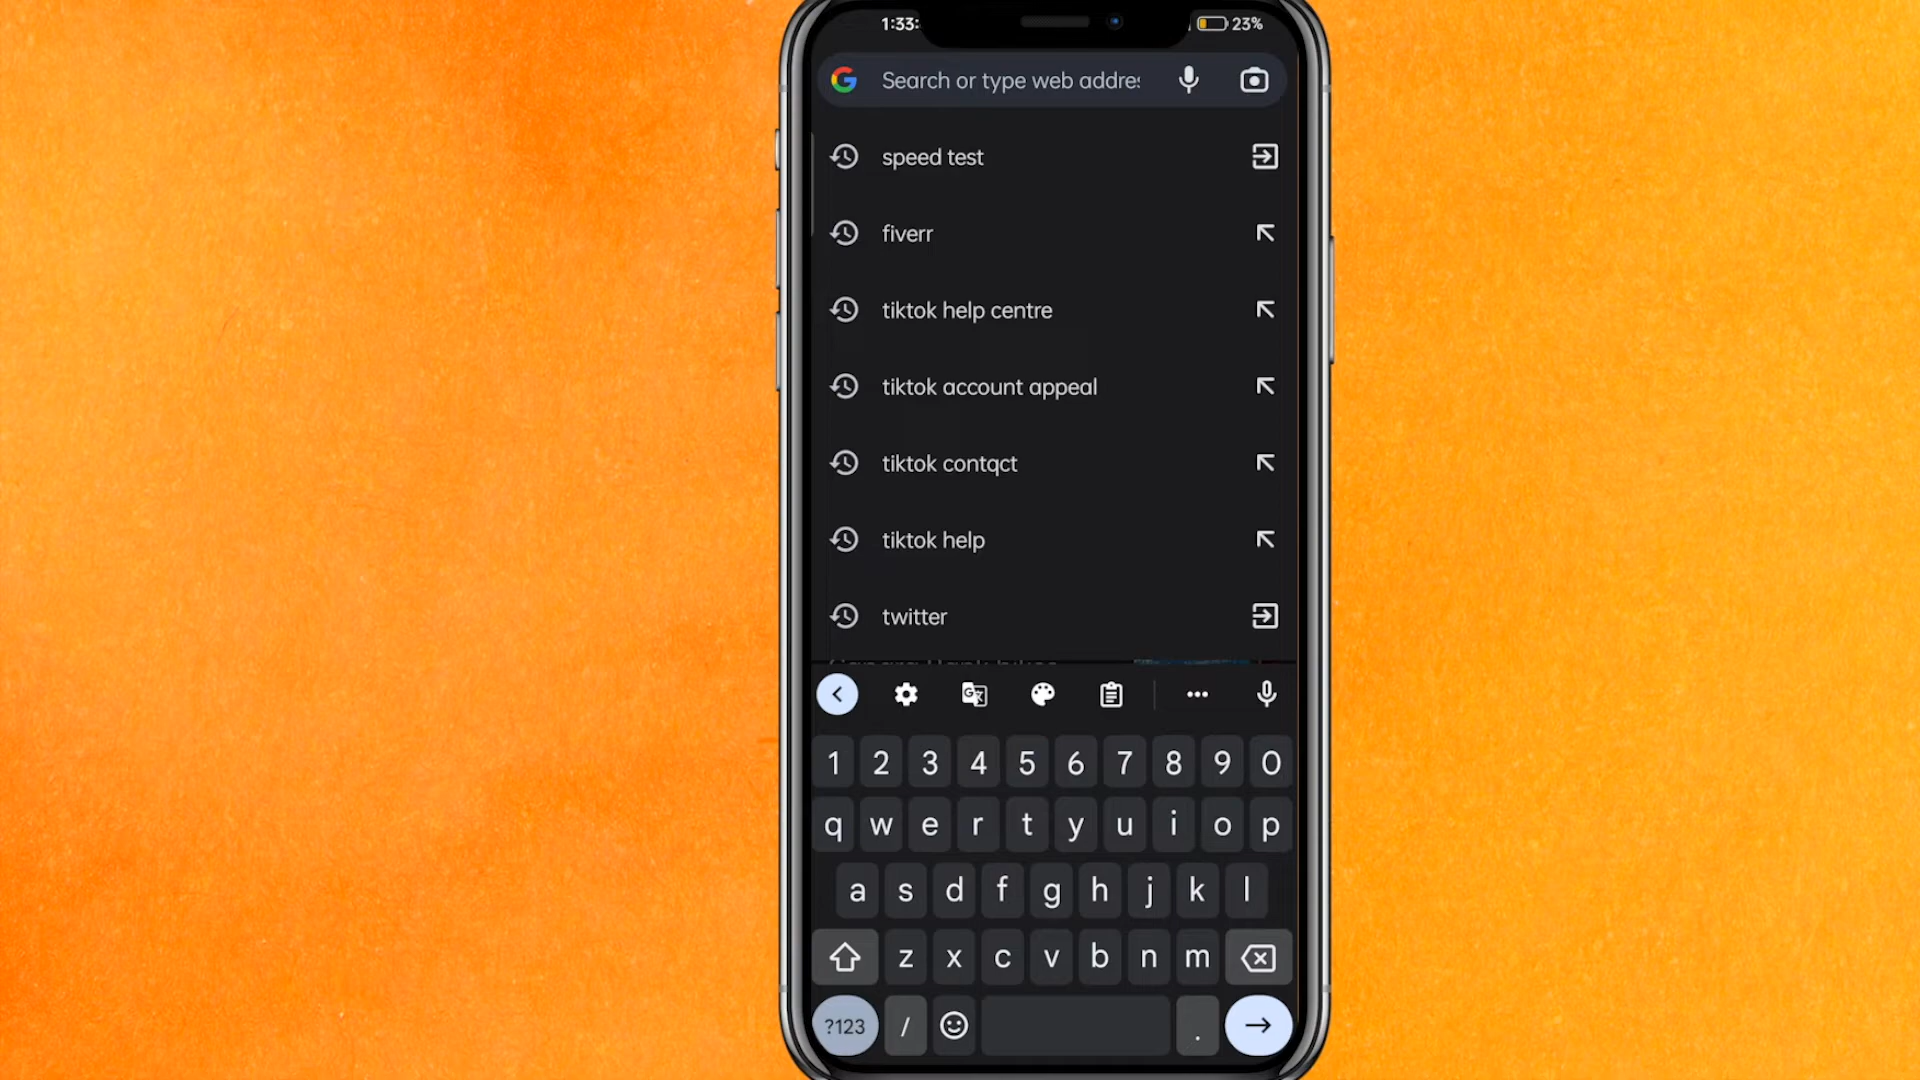 1:33:
23%
Search or type web addre
speed test
fiverr
tiktok help centre
tiktok account appeal
tiktok contqct
tiktok help
twitter
1 2 3 4 5 6 7 8 9 0
q w e r t y u i o p
a s d f g h j k l
z x c v b n m
?123 / .